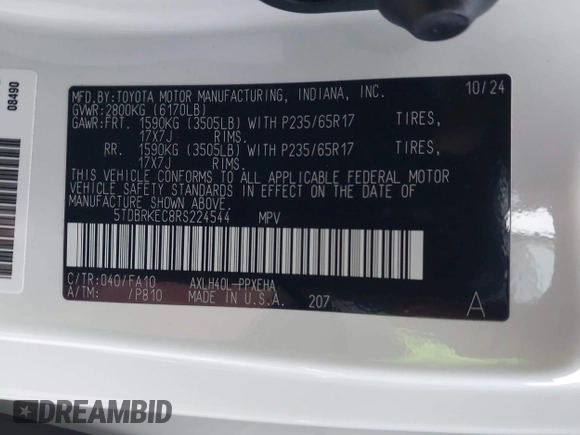 08490
MFD.BY:TOYOTA MOTOR MANUFACTURING, INDIANA, INC. 10/24
GVWR:2800KG (6170LB)
GAWR:FRT. 1590KG (3505LB) WITH P235/65R17 TIRES,
17X7J RIMS.
RR. 1590KG (3505LB) WITH P235/65R17 TIRES,
17X7J RIMS.
THIS VEHICLE CONFORMS TO ALL APPLICABLE FEDERAL MOTOR
VEHICLE SAFETY STANDARDS IN EFFECT ON THE DATE OF
MANUFACTURE SHOWN ABOVE.
5TDBRKEC8RS224544 MPV
C/TR:040/FA10 AXLH40L-PPXEHA
A/TM: /P810 MADE IN U.S.A. 207 A
DREAMBID